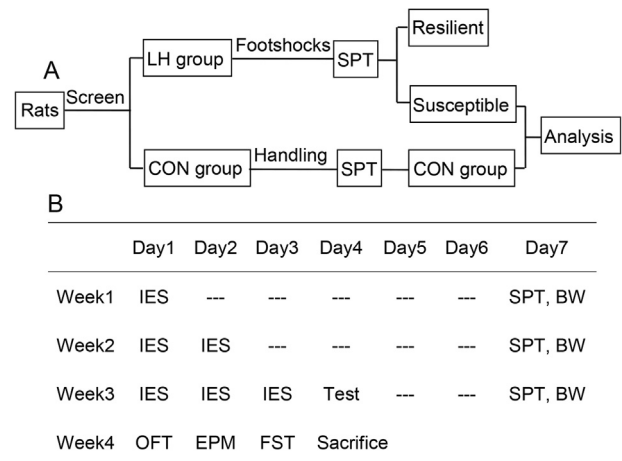 A
Rats
Screen
LH group
Footshocks
SPT
Resilient
Susceptible
CON group
Handling
SPT
CON group
Analysis
B
Day1 Day2 Day3 Day4 Day5 Day6 Day7
Week1 IES --- --- --- --- --- SPT, BW
Week2 IES IES --- --- --- --- SPT, BW
Week3 IES IES IES Test --- --- SPT, BW
Week4 OFT EPM FST Sacrifice